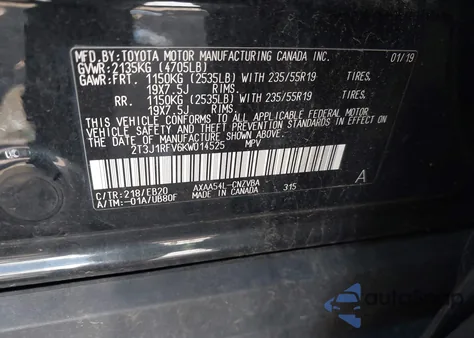 MFD. BY: TOYOTA MOTOR MANUFACTURING CANADA INC. 01/19
GVWR: 2135KG (4705LB)
GAWR: FRT. 1150KG (2535LB) WITH 235/55R19 TIRES,
19X7.5J RIMS.
RR. 1150KG (2535LB) WITH 235/55R19 TIRES,
19X7.5J RIMS.
THIS VEHICLE CONFORMS TO ALL APPLICABLE FEDERAL MOTOR
VEHICLE SAFETY AND THEFT PREVENTION STANDARDS IN EFFECT ON
THE DATE OF MANUFACTURE SHOWN ABOVE.
2T3J1RFV6KW014525 MPV
C/TR: 218/EB20 AXAA54L-CNZVBA 315 A
A/TM: -01A/UB80F
autoSnap